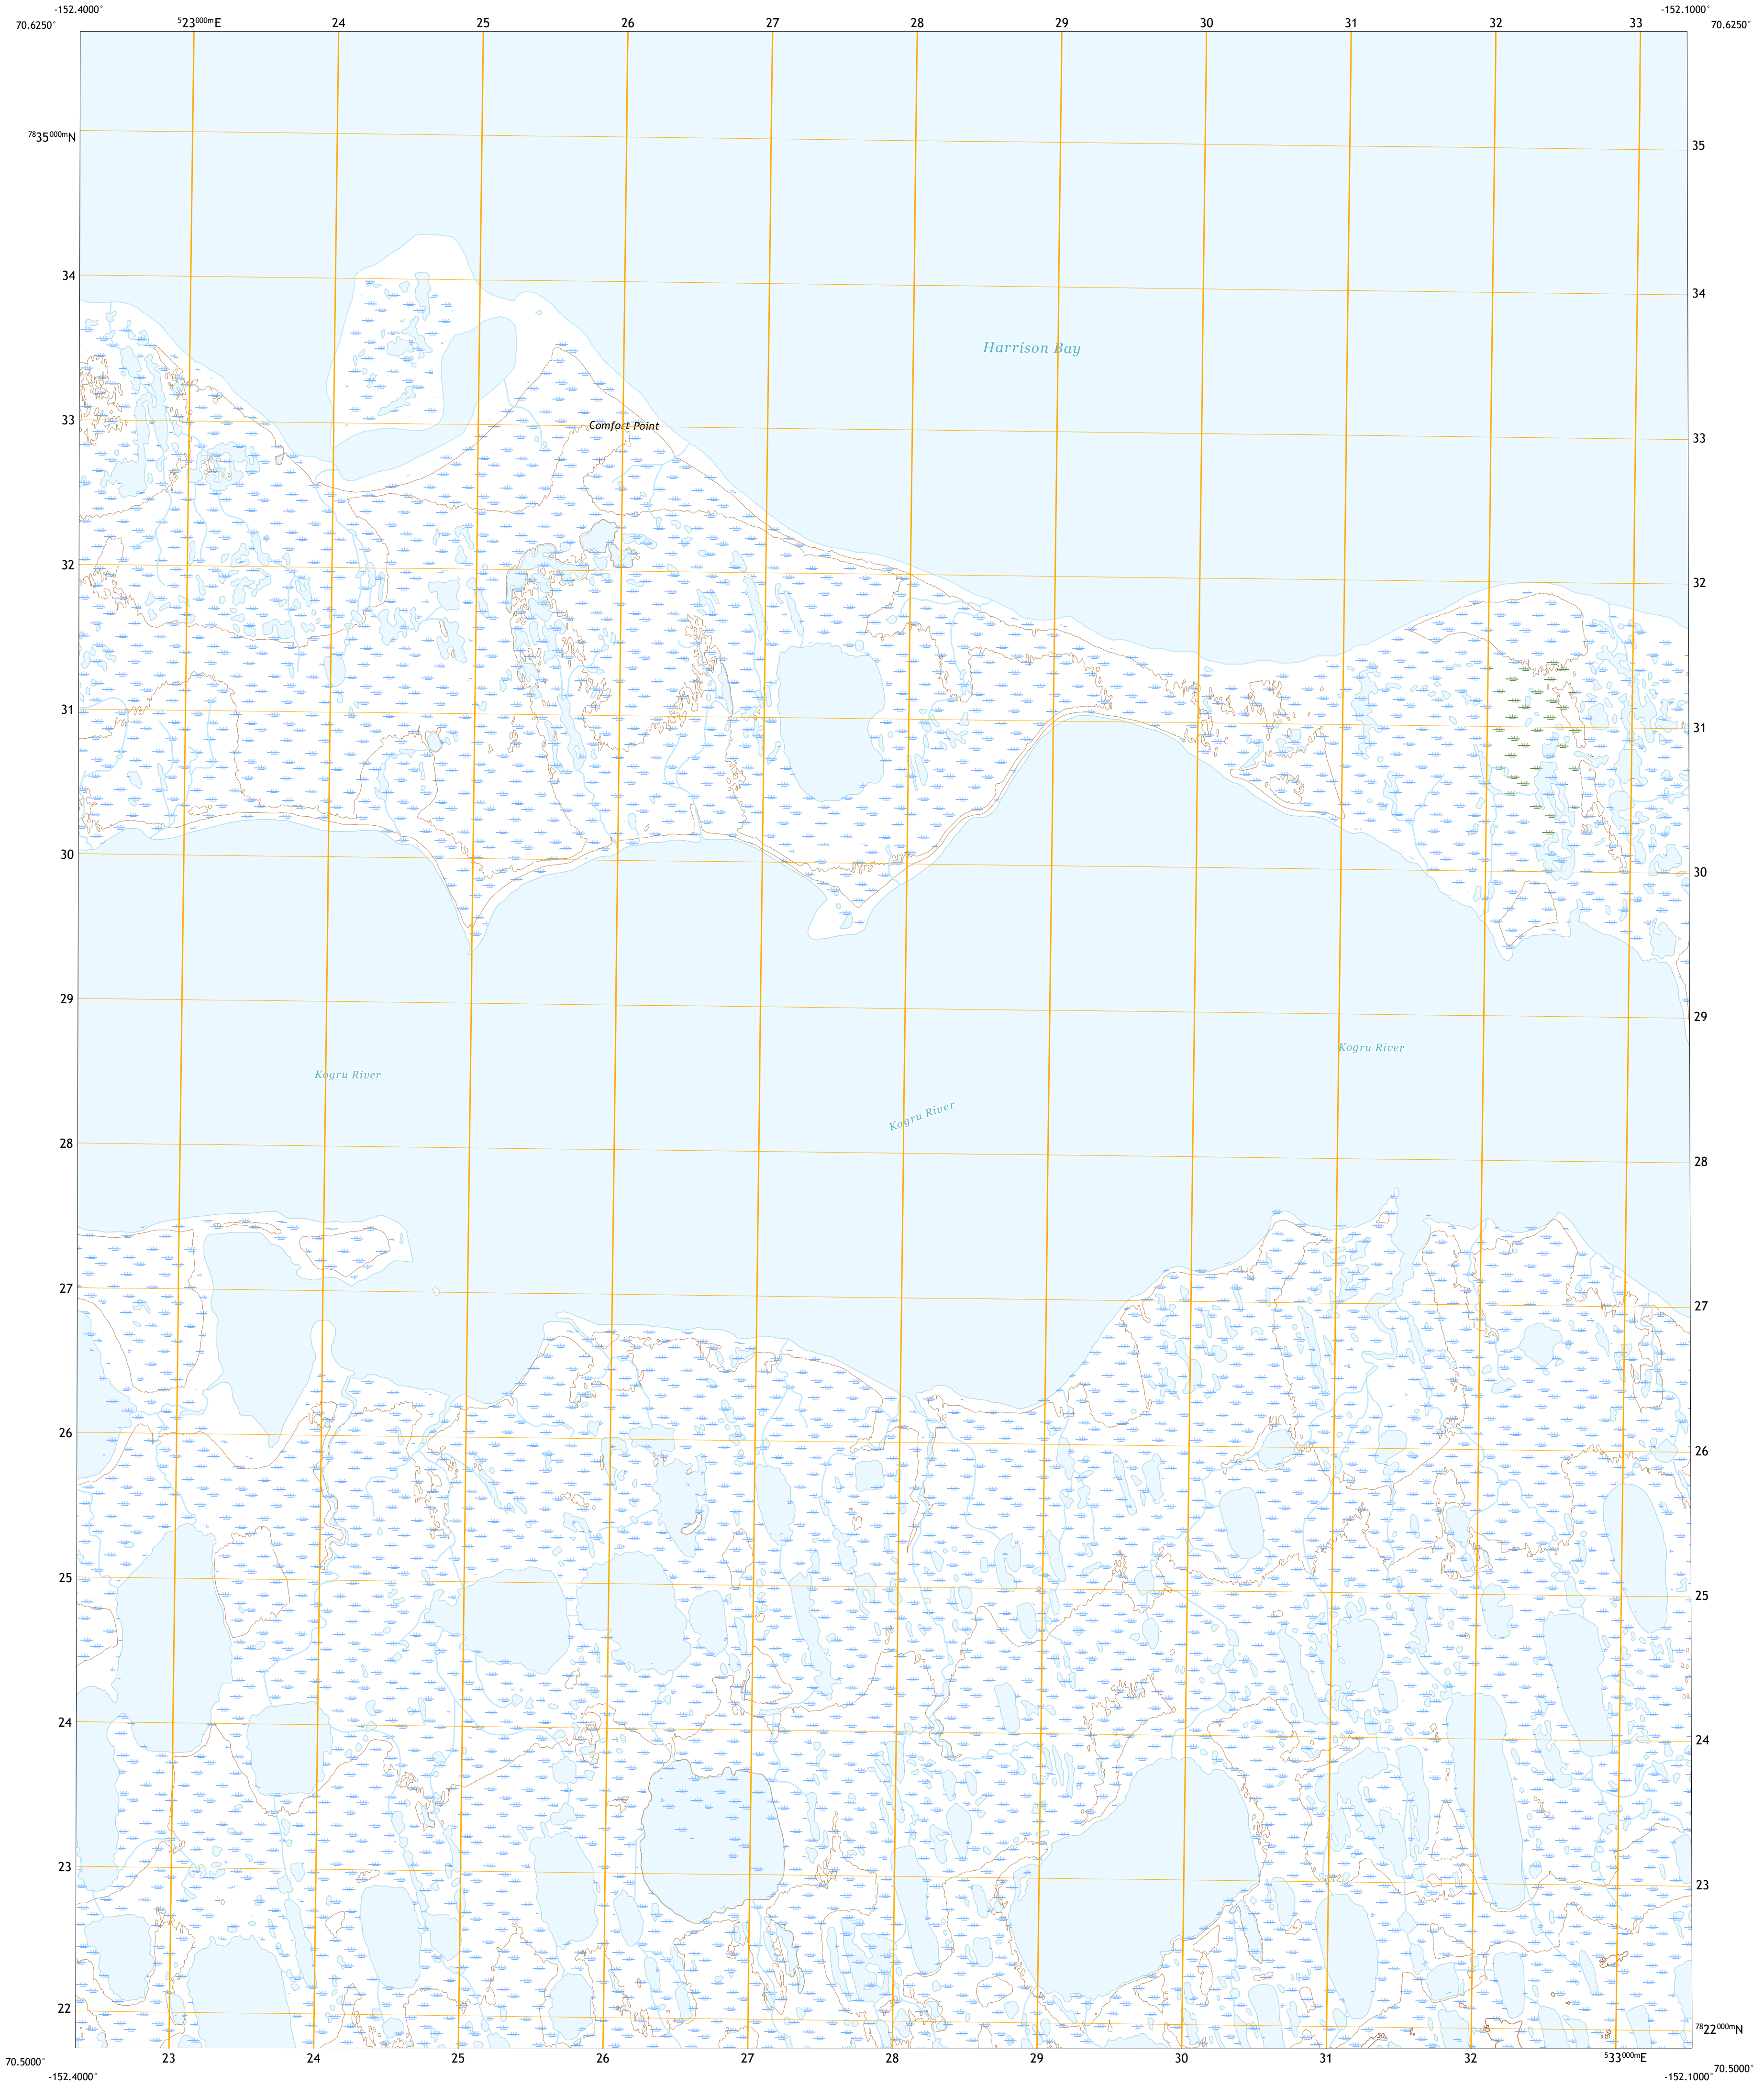 -152.4000° -152.1000°
70.6250° ⁵23⁰⁰⁰ᵐE 24 25 26 27 28 29 30 31 32 33 70.6250°
⁷⁸35⁰⁰⁰ᵐN 35
34 34
Harrison Bay
33 Comfort Point 33
32 32
31 31
30 30
29 29
Kogru River
Kogru River
Kogru River
28 28
27 27
26 26
25 25
24 24
23 23
22 ⁷⁸22⁰⁰⁰ᵐN
50
50
50
70.5000° 23 24 25 26 27 28 29 30 31 32 ⁵33⁰⁰⁰ᵐE 70.5000°
-152.4000° -152.1000°